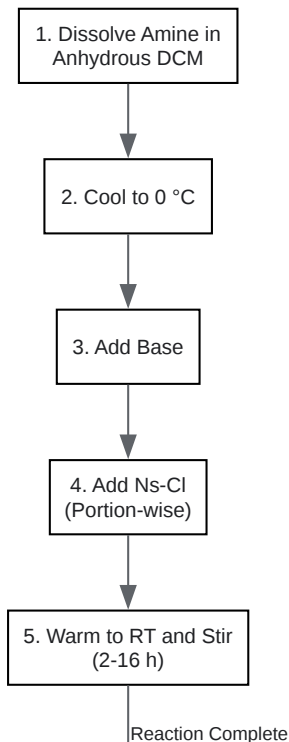 1. Dissolve Amine in
Anhydrous DCM
2. Cool to 0 °C
3. Add Base
4. Add Ns-Cl
(Portion-wise)
5. Warm to RT and Stir
(2-16 h)
Reaction Complete